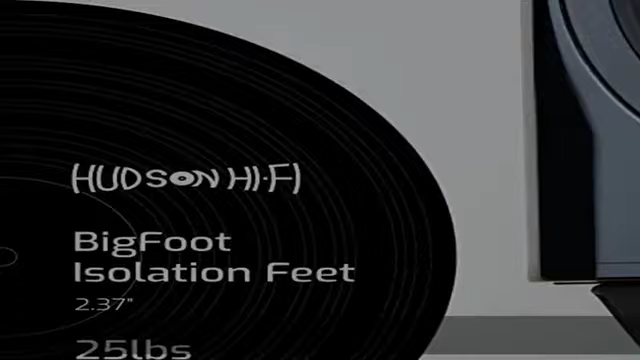 HUDSON HI-FI
BigFoot
Isolation Feet
2.37"
25lbs